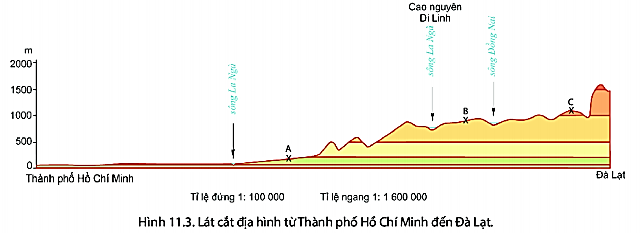 Cao nguyên
Di Linh
m
2000
1500
1000
500
0
sông La Ngà
sông La Ngà
sông Đồng Nai
A
B
C
Thành phố Hồ Chí Minh
Đà Lạt
Tỉ lệ đứng 1: 100 000
Tỉ lệ ngang 1: 1 600 000
Hình 11.3. Lát cắt địa hình từ Thành phố Hồ Chí Minh đến Đà Lạt.